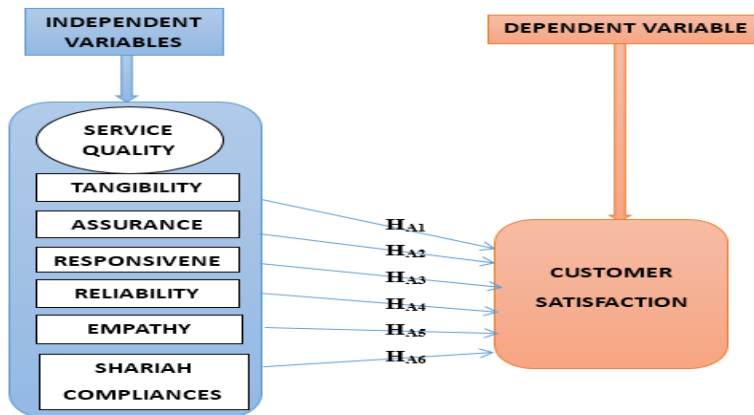 INDEPENDENT
VARIABLES
DEPENDENT VARIABLE
SERVICE
QUALITY
TANGIBILITY
ASSURANCE
RESPONSIVENE
RELIABILITY
EMPATHY
SHARIAH
COMPLIANCES
HA1
HA2
HA3
HA4
HA5
HA6
CUSTOMER
SATISFACTION